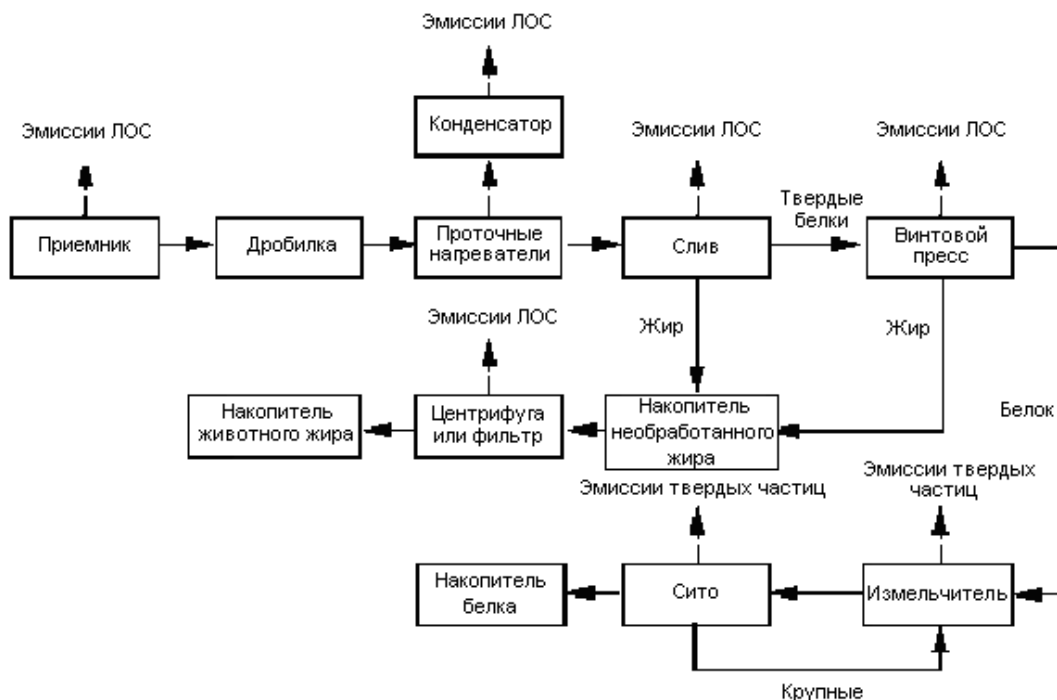 Эмиссии ЛОС
Конденсатор
Эмиссии ЛОС
Эмиссии ЛОС
Эмиссии ЛОС
Приемник
Дробилка
Проточные
нагреватели
Слив
Твердые
белки
Винтовой
пресс
Эмиссии ЛОС
Жир
Жир
Накопитель
животного жира
Центрифуга
или фильтр
Накопитель
необработанного
жира
Белок
Эмиссии твердых частиц
Эмиссии твердых
частиц
Накопитель
белка
Сито
Измельчитель
Крупные